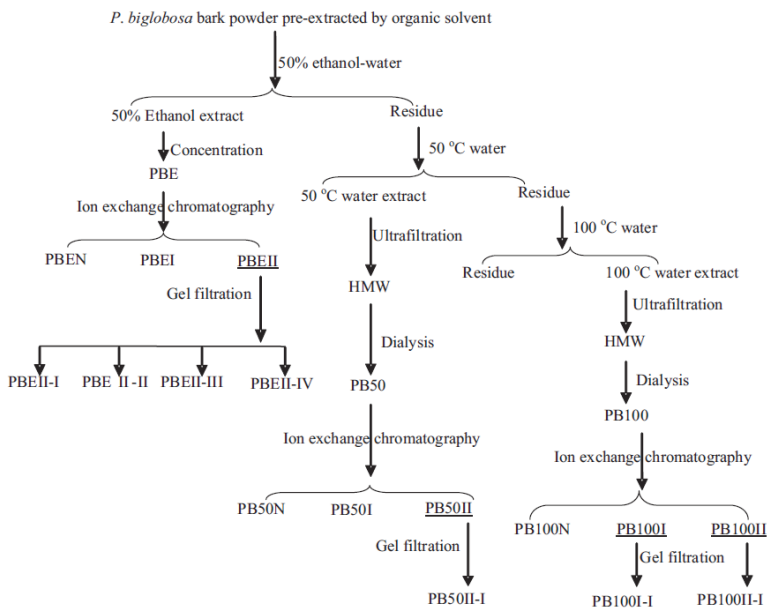 P. biglobosa bark powder pre-extracted by organic solvent
50% ethanol-water
50% Ethanol extract
Residue
Concentration
50 °C water
PBE
50 °C water extract
Residue
Ion exchange chromatography
Ultrafiltration
100 °C water
PBEN
PBEI
PBEII
Residue
100 °C water extract
Gel filtration
HMW
Ultrafiltration
HMW
Dialysis
PBEII-I
PBE II-II
PBEII-III
PBEII-IV
PB50
Dialysis
PB100
Ion exchange chromatography
Ion exchange chromatography
PB50N
PB50I
PB50II
PB100N
PB100I
PB100II
Gel filtration
Gel filtration
PB50II-I
PB100I-I
PB100II-I